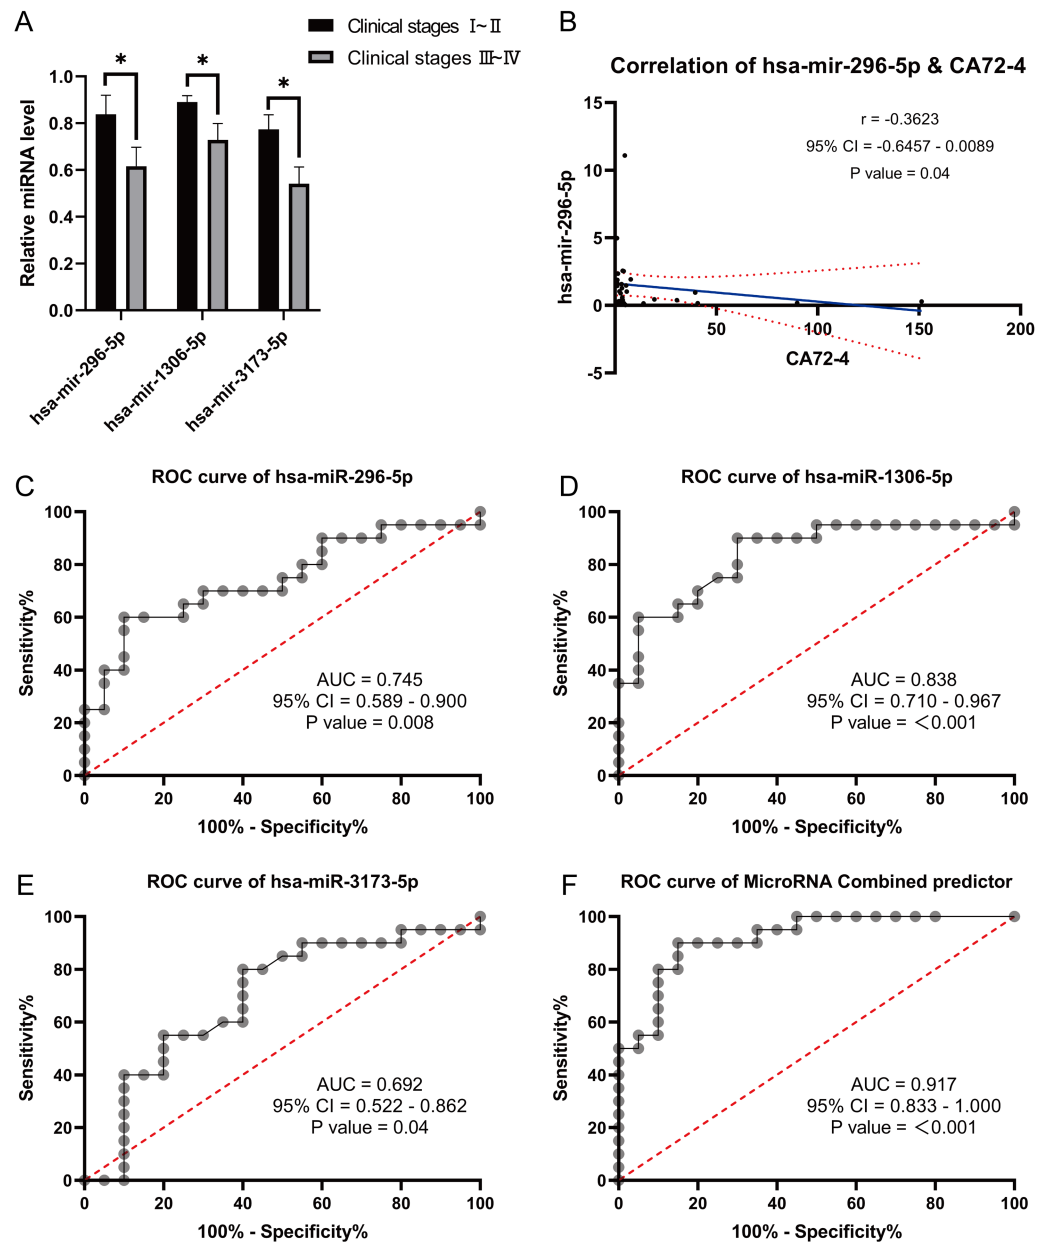 A
Clinical stages Ⅰ~Ⅱ
Clinical stages Ⅲ~Ⅳ
*
*
*
1.0
0.8
0.6
0.4
0.2
0.0
Relative miRNA level
hsa-mir-296-5p
hsa-mir-1306-5p
hsa-mir-3173-5p
B
Correlation of hsa-mir-296-5p & CA72-4
r = -0.3623
95% CI = -0.6457 - 0.0089
P value = 0.04
15
10
5
0
-5
hsa-mir-296-5p
50
100
150
200
CA72-4
C
ROC curve of hsa-miR-296-5p
100
80
60
40
20
0
Sensitivity%
AUC = 0.745
95% CI = 0.589 - 0.900
P value = 0.008
0 20 40 60 80 100
100% - Specificity%
D
ROC curve of hsa-miR-1306-5p
100
80
60
40
20
0
Sensitivity%
AUC = 0.838
95% CI = 0.710 - 0.967
P value = ＜0.001
0 20 40 60 80 100
100% - Specificity%
E
ROC curve of hsa-miR-3173-5p
100
80
60
40
20
0
Sensitivity%
AUC = 0.692
95% CI = 0.522 - 0.862
P value = 0.04
0 20 40 60 80 100
100% - Specificity%
F
ROC curve of MicroRNA Combined predictor
100
80
60
40
20
0
Sensitivity%
AUC = 0.917
95% CI = 0.833 - 1.000
P value = ＜0.001
0 20 40 60 80 100
100% - Specificity%